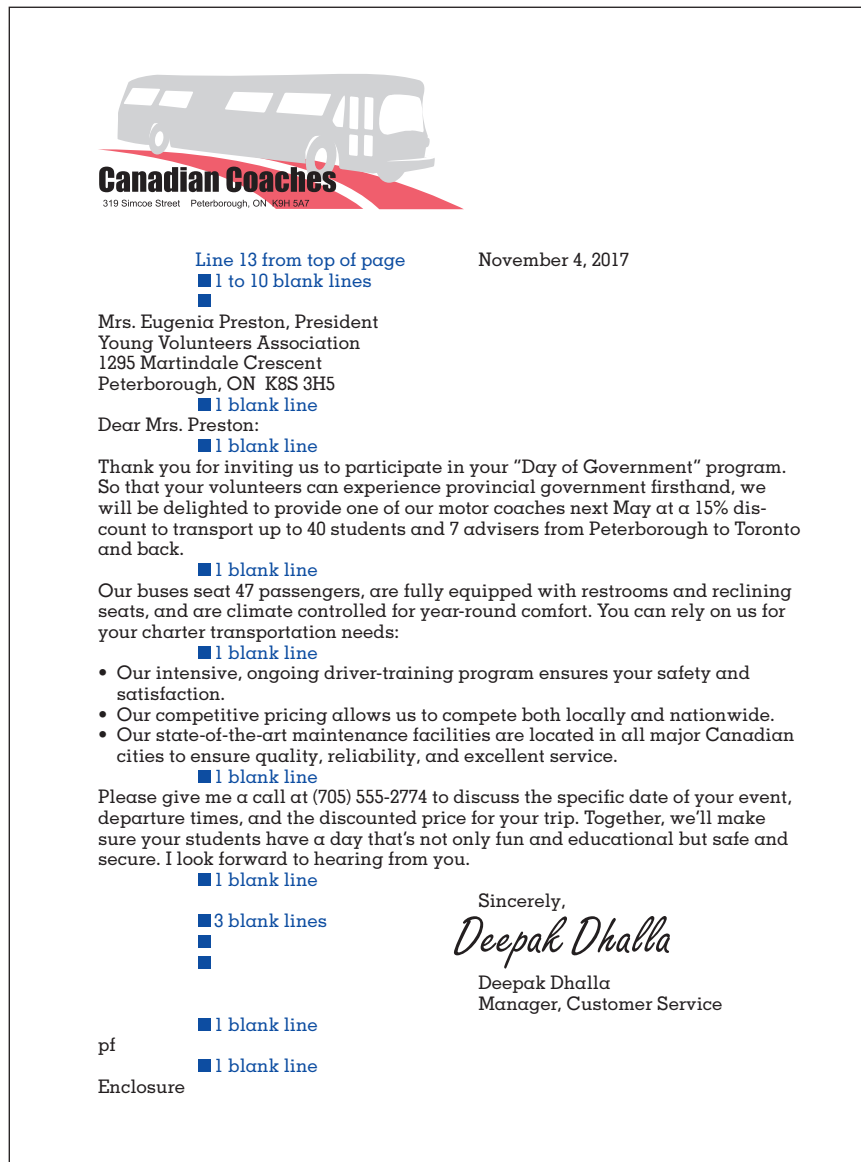 Canadian Coaches
319 Simcoe Street Peterborough, ON K9H 5A7
Line 13 from top of page November 4, 2017
1 to 10 blank lines
Mrs. Eugenia Preston, President
Young Volunteers Association
1295 Martindale Crescent
Peterborough, ON K8S 3H5
1 blank line
Dear Mrs. Preston:
1 blank line
Thank you for inviting us to participate in your “Day of Government” program.
So that your volunteers can experience provincial government firsthand, we
will be delighted to provide one of our motor coaches next May at a 15% dis-
count to transport up to 40 students and 7 advisers from Peterborough to Toronto
and back.
1 blank line
Our buses seat 47 passengers, are fully equipped with restrooms and reclining
seats, and are climate controlled for year-round comfort. You can rely on us for
your charter transportation needs:
1 blank line
• Our intensive, ongoing driver-training program ensures your safety and
satisfaction.
• Our competitive pricing allows us to compete both locally and nationwide.
• Our state-of-the-art maintenance facilities are located in all major Canadian
cities to ensure quality, reliability, and excellent service.
1 blank line
Please give me a call at (705) 555-2774 to discuss the specific date of your event,
departure times, and the discounted price for your trip. Together, we’ll make
sure your students have a day that’s not only fun and educational but safe and
secure. I look forward to hearing from you.
1 blank line
Sincerely,
3 blank lines
Deepak Dhalla
Deepak Dhalla
Manager, Customer Service
1 blank line
pf
1 blank line
Enclosure